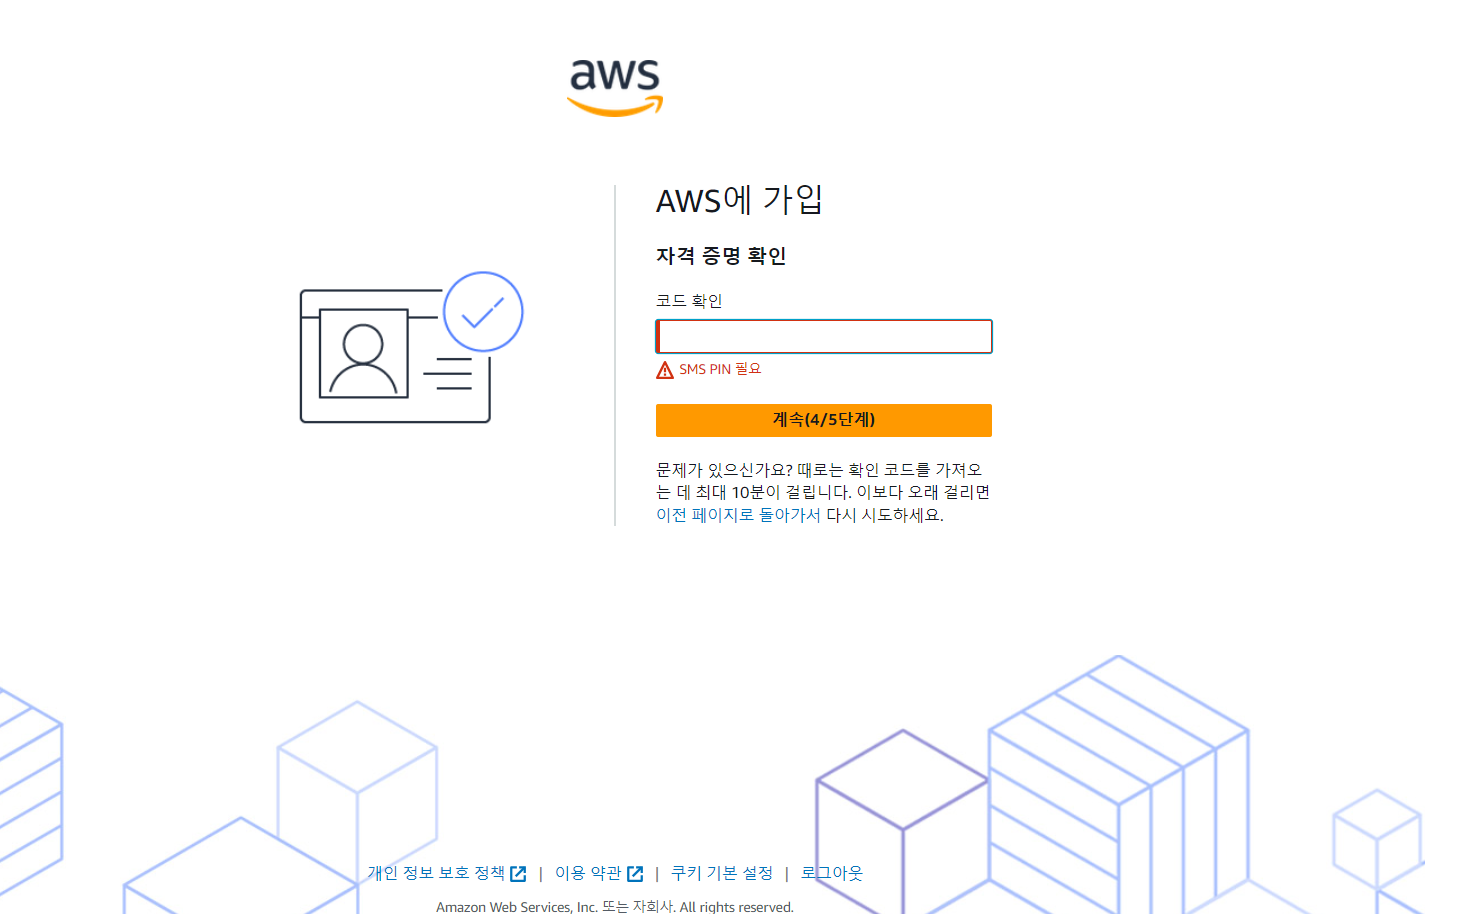 aws
AWS에 가입
자격 증명 확인
코드 확인
SMS PIN 필요
계속(4/5단계)
문제가 있으신가요? 때로는 확인 코드를 가져오
는 데 최대 10분이 걸립니다. 이보다 오래 걸리면
이전 페이지로 돌아가서 다시 시도하세요.
개인 정보 보호 정책 | 이용 약관 | 쿠키 기본 설정 | 로그아웃
Amazon Web Services, Inc. 또는 자회사. All rights reserved.